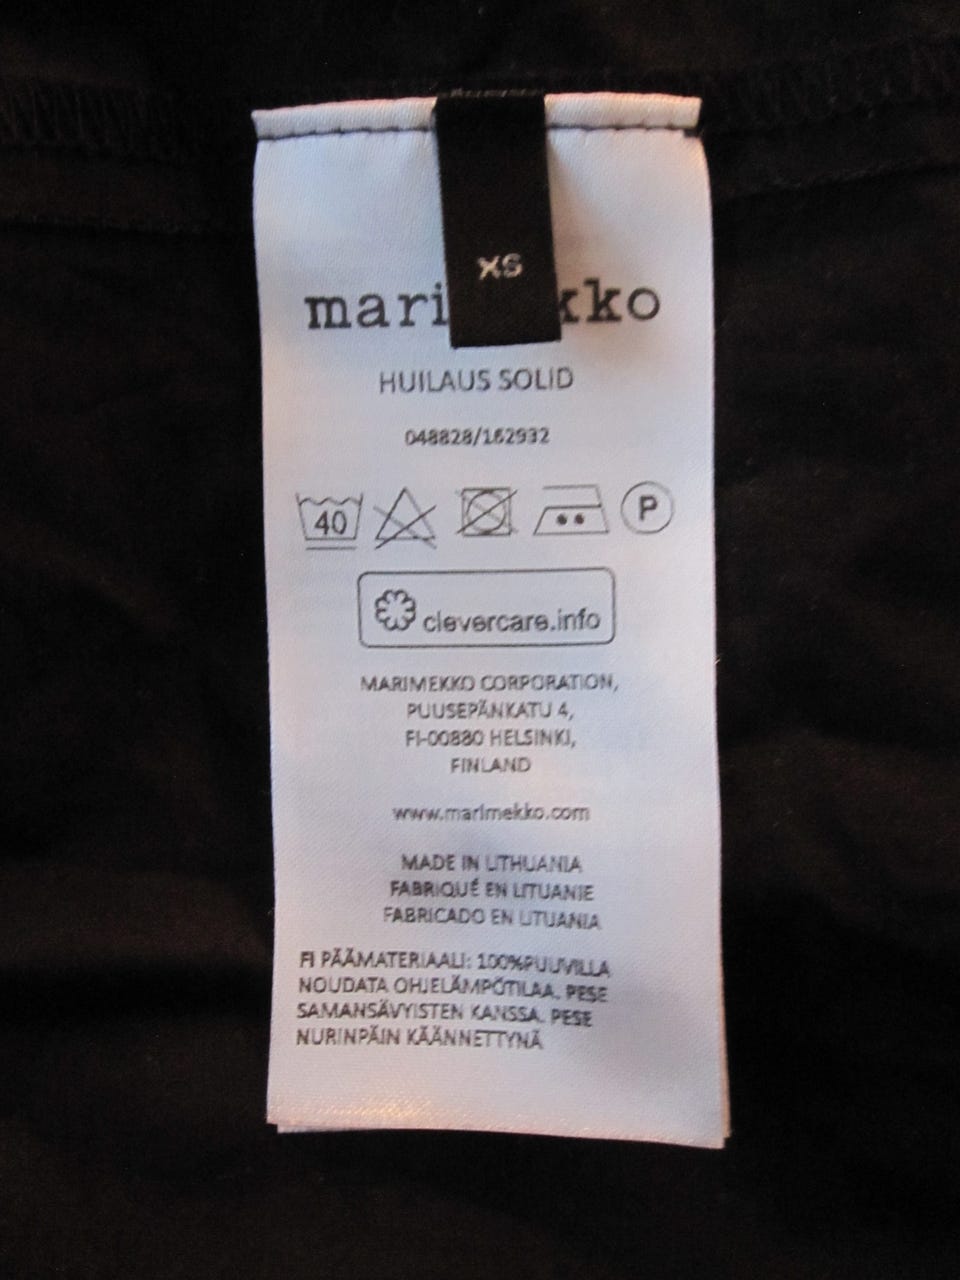 XS
mari kko
HUILAUS SOLID
048828/162932
40
P
clevercare.info
MARIMEKKO CORPORATION,
PUUSEPÄNKATU 4,
FI-00880 HELSINKI,
FINLAND
www.marimekko.com
MADE IN LITHUANIA
FABRIQUÉ EN LITUANIE
FABRICADO EN LITUANIA
FI PÄÄMATERIAALI: 100%PUUVILLA
NOUDATA OHJELÄMPÖTILAA. PESE
SAMANSÄVYISTEN KANSSA. PESE
NURINPÄIN KÄÄNNETTYNÄ